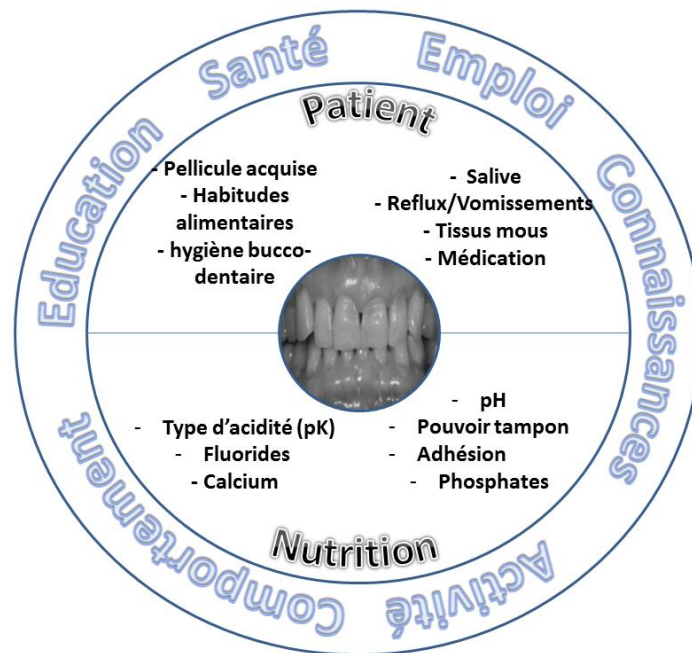 Santé
Emploi
Connaissances
Activité
Comportement
Education
Patient
- Pellicule acquise
- Habitudes
alimentaires
- hygiène bucco-
dentaire
- Salive
- Reflux/Vomissements
- Tissus mous
- Médication
- Type d'acidité (pK)
- Fluorides
- Calcium
- pH
- Pouvoir tampon
- Adhésion
- Phosphates
Nutrition